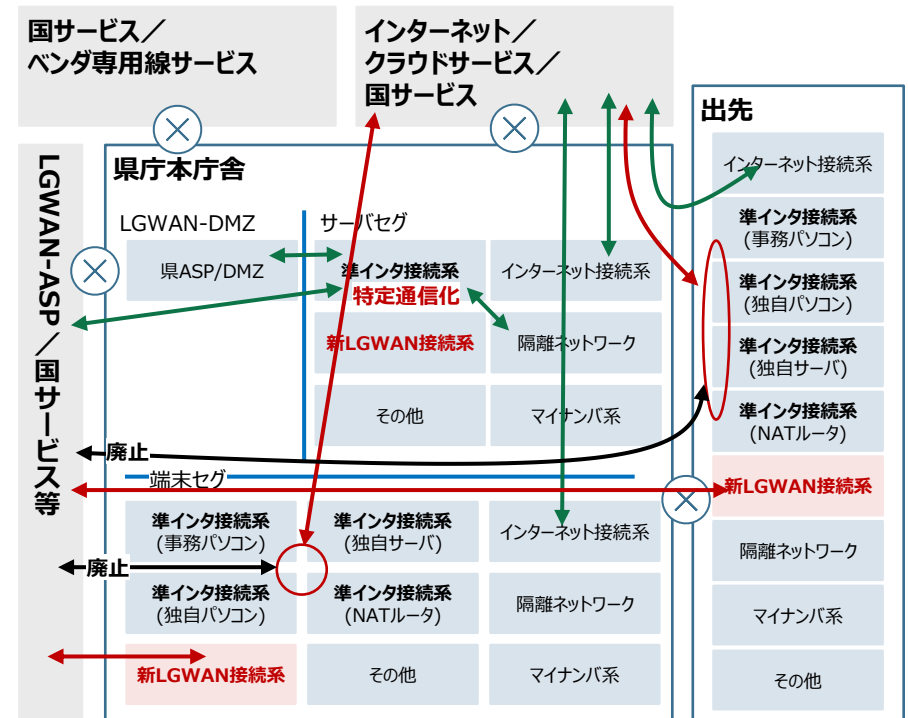 国サービス／
ベンダ専用線サービス
インターネット／
クラウドサービス／
国サービス
LGWAN-ASP／国サービス等
県庁本庁舎
LGWAN-DMZ
県ASP/DMZ
サーバセグ
準インタ接続系
特定通信化
インターネット接続系
新LGWAN接続系
隔離ネットワーク
その他
マイナンバ系
廃止
端末セグ
準インタ接続系
(事務パソコン)
準インタ接続系
(独自サーバ)
インターネット接続系
廃止
準インタ接続系
(独自パソコン)
準インタ接続系
(NATルータ)
隔離ネットワーク
新LGWAN接続系
その他
マイナンバ系
出先
インターネット接続系
準インタ接続系
(事務パソコン)
準インタ接続系
(独自パソコン)
準インタ接続系
(独自サーバ)
準インタ接続系
(NATルータ)
新LGWAN接続系
隔離ネットワーク
マイナンバ系
その他